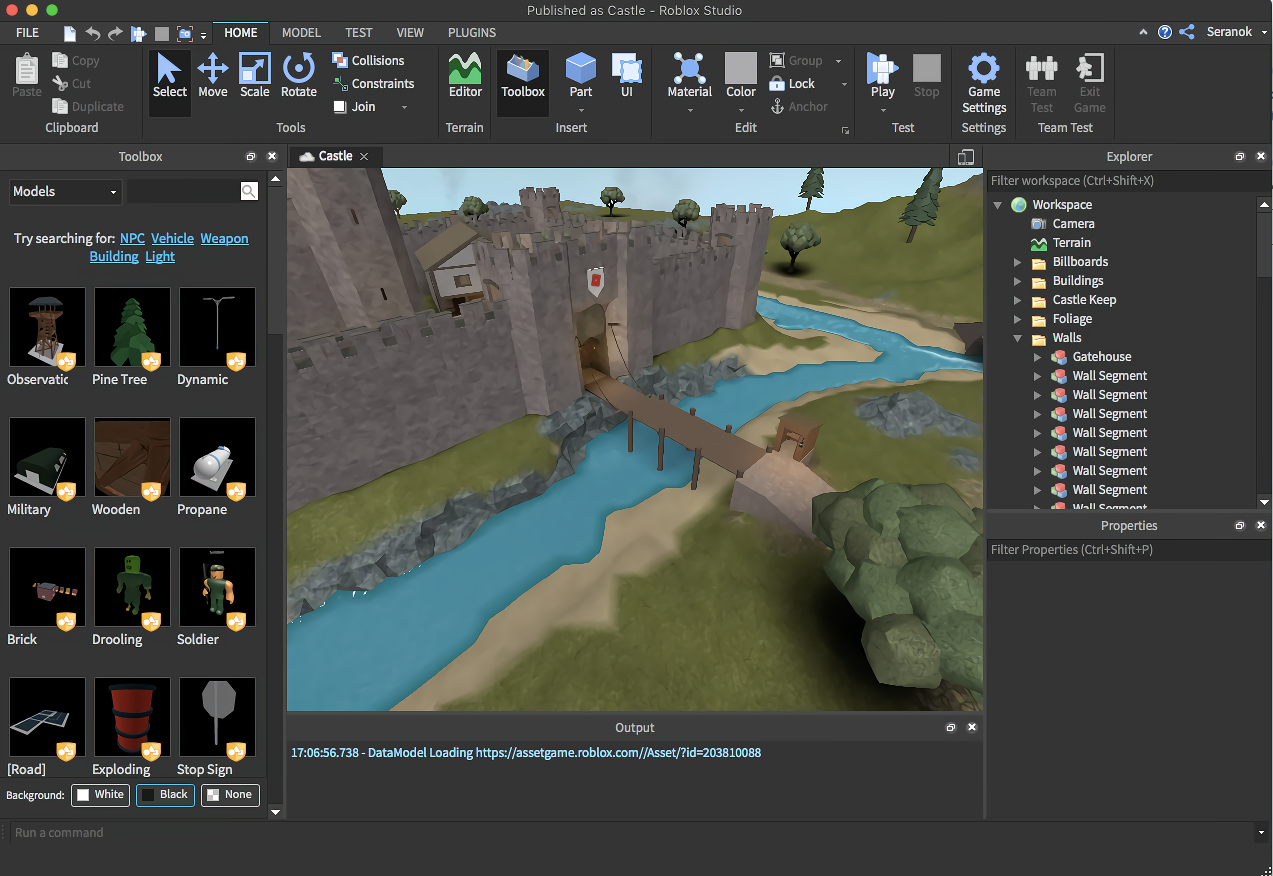 Published as Castle - Roblox Studio
FILE HOME MODEL TEST VIEW PLUGINS Seranok
Paste
Copy
Cut
Duplicate
Clipboard
Select Move Scale Rotate
Collisions
Constraints
Join
Tools
Editor
Terrain
Toolbox Part UI
Insert
Material Color
Group
Lock
Anchor
Edit
Play Stop
Test
Game
Settings
Settings
Team
Test
Exit
Game
Team Test
Toolbox
Models
Try searching for: NPC Vehicle Weapon
Building Light
Observatic Pine Tree Dynamic
Military Wooden Propane
Brick Drooling Soldier
[Road] Exploding Stop Sign
Background: White Black None
Castle
Output
17:06:56.738 - DataModel Loading https://assetgame.roblox.com//Asset/?id=203810088
Explorer
Filter workspace (Ctrl+Shift+X)
Workspace
Camera
Terrain
Billboards
Buildings
Castle Keep
Foliage
Walls
Gatehouse
Wall Segment
Wall Segment
Wall Segment
Wall Segment
Wall Segment
Wall Segment
Wall Segment
Wall Segment
Properties
Filter Properties (Ctrl+Shift+P)
Run a command